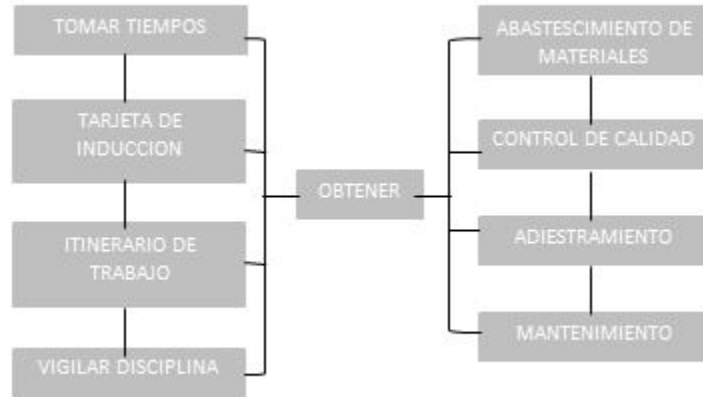 TOMAR TIEMPOS
TARJETA DE
INDUCCION
ITINERARIO DE
TRABAJO
VIGILAR DISCIPLINA
OBTENER
ABASTESCIMIENTO DE
MATERIALES
CONTROL DE CALIDAD
ADIESTRAMIENTO
MANTENIMIENTO